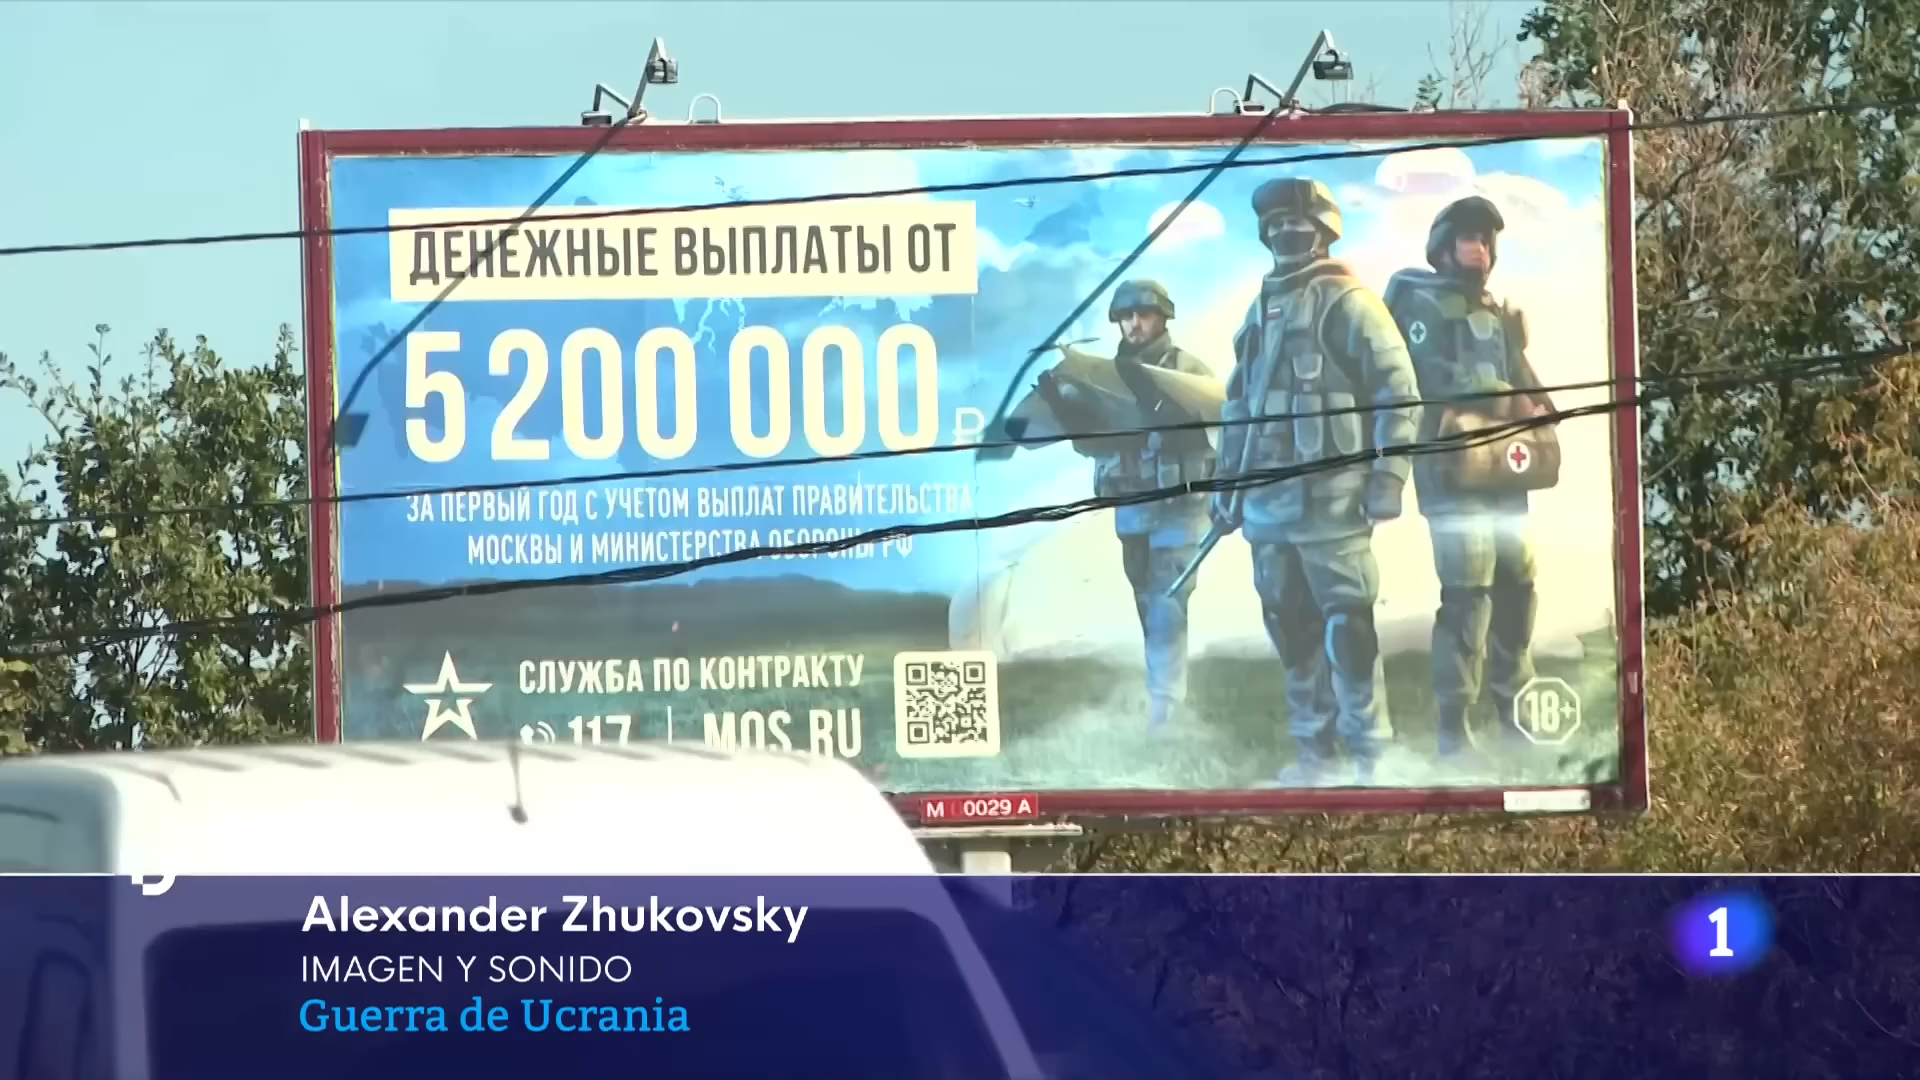 ДЕНЕЖНЫЕ ВЫПЛАТЫ ОТ
5 200 000 ₽
ЗА ПЕРВЫЙ ГОД С УЧЕТОМ ВЫПЛАТ ПРАВИТЕЛЬСТВА
МОСКВЫ И МИНИСТЕРСТВА ОБОРОНЫ РФ
СЛУЖБА ПО КОНТРАКТУ
117 | MOS.RU
18+
M 0029 A
Alexander Zhukovsky
IMAGEN Y SONIDO
Guerra de Ucrania
1